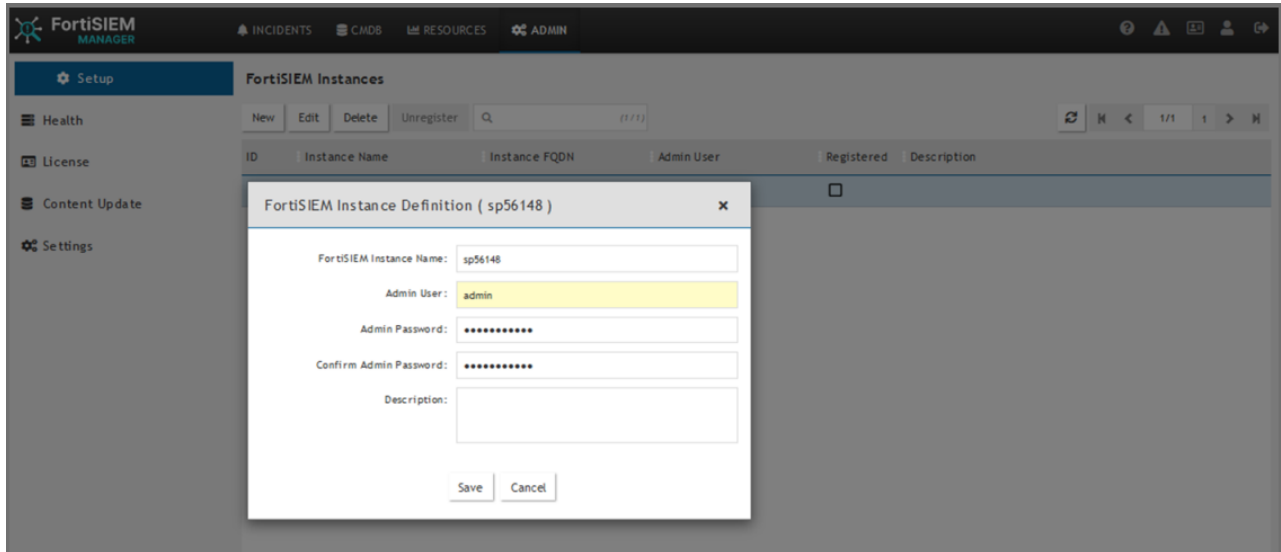 FortiSIEM
MANAGER
INCIDENTS CMDB RESOURCES ADMIN
Setup
Health
License
Content Update
Settings
FortiSIEM Instances
New Edit Delete Unregister (1/1) 1/1 1
ID Instance Name Instance FQDN Admin User Registered Description
FortiSIEM Instance Definition ( sp56148 )
FortiSIEM Instance Name: sp56148
Admin User: admin
Admin Password: •••••••••••
Confirm Admin Password: •••••••••••
Description:
Save Cancel